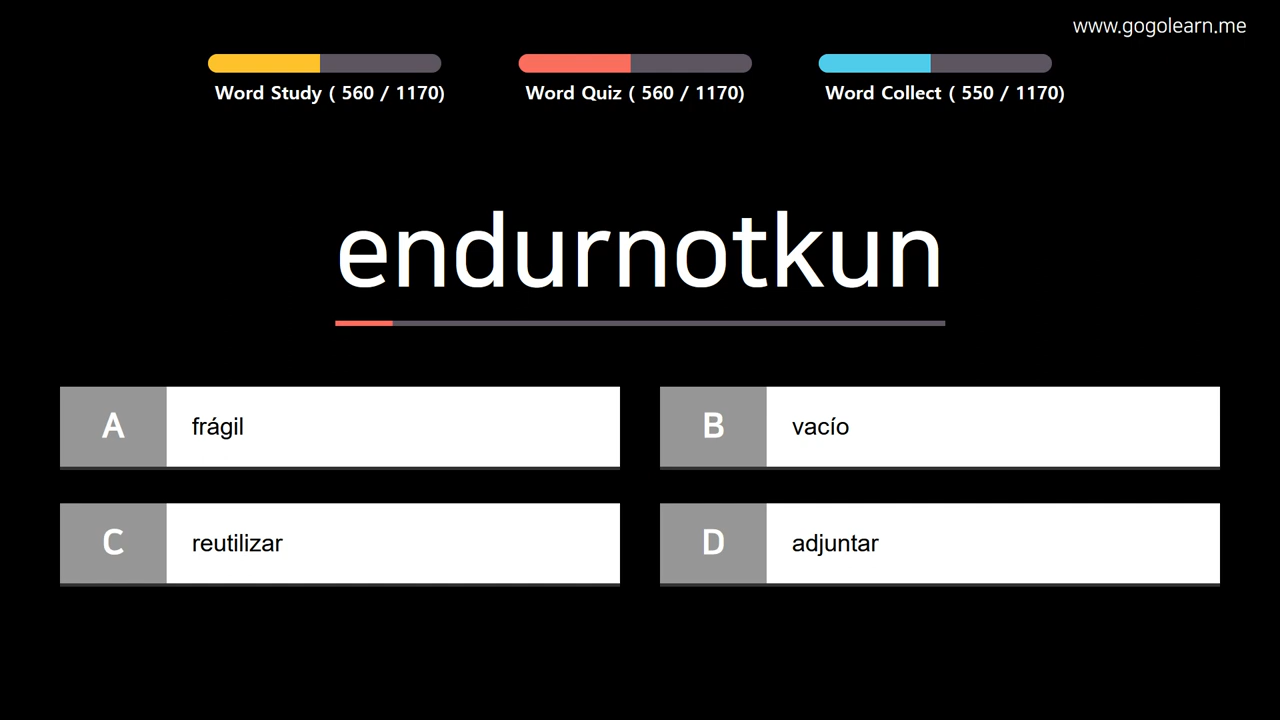 www.gogolearn.me
Word Study ( 560 / 1170)
Word Quiz ( 560 / 1170)
Word Collect ( 550 / 1170)
endurnotkun
A frágil
B vacío
C reutilizar
D adjuntar